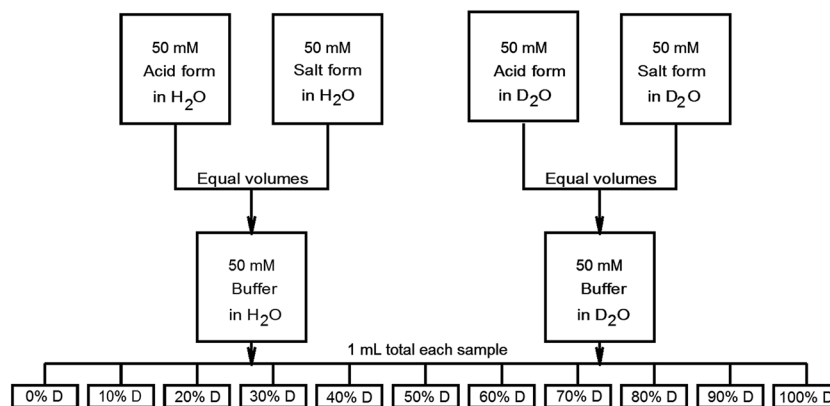 50 mM
Acid form
in H2O
50 mM
Salt form
in H2O
50 mM
Acid form
in D2O
50 mM
Salt form
in D2O
Equal volumes
Equal volumes
50 mM
Buffer
in H2O
50 mM
Buffer
in D2O
1 mL total each sample
0% D 10% D 20% D 30% D 40% D 50% D 60% D 70% D 80% D 90% D 100% D